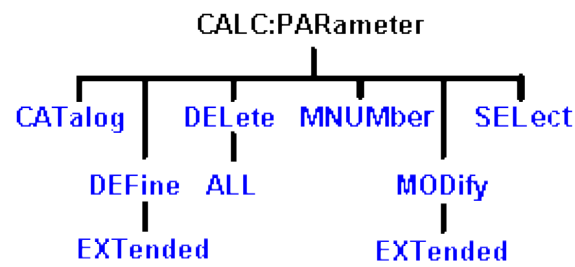 CALC:PARameter
CATalog DELete MNUMber SELect
DEFine ALL MODify
EXTended EXTended